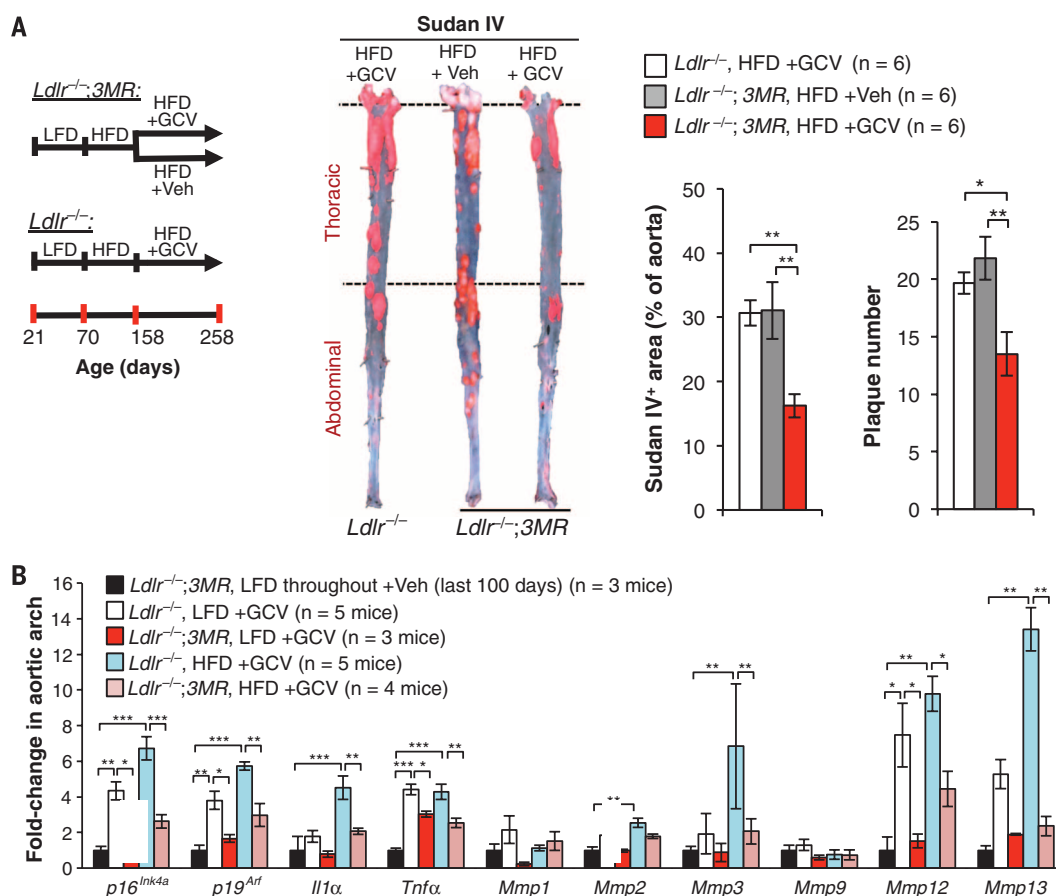 A
Ldlr–/–;3MR:
HFD
+GCV
LFD
HFD
HFD
+Veh
Ldlr–/–:
LFD
HFD
HFD
+GCV
21
70
158
258
Age (days)
Sudan IV
HFD
+GCV
HFD
+ Veh
HFD
+ GCV
Thoracic
Abdominal
Ldlr–/–
Ldlr–/–;3MR
Ldlr–/–, HFD +GCV (n = 6)
Ldlr–/–; 3MR, HFD +Veh (n = 6)
Ldlr–/–; 3MR, HFD +GCV (n = 6)
Sudan IV+ area (% of aorta)
50
40
30
20
10
0
**
**
Plaque number
25
20
15
10
5
0
*
**
B
Fold-change in aortic arch
16
14
12
10
8
6
4
2
0
Ldlr–/–;3MR, LFD throughout +Veh (last 100 days) (n = 3 mice)
Ldlr–/–, LFD +GCV (n = 5 mice)
Ldlr–/–;3MR, LFD +GCV (n = 3 mice)
Ldlr–/–, HFD +GCV (n = 5 mice)
Ldlr–/–;3MR, HFD +GCV (n = 4 mice)
*** ***
** *
*** **
** *
*** **
*** **
*** *
** **
** *
* *
** **
p16Ink4a p19Arf Il1α Tnfα Mmp1 Mmp2 Mmp3 Mmp9 Mmp12 Mmp13